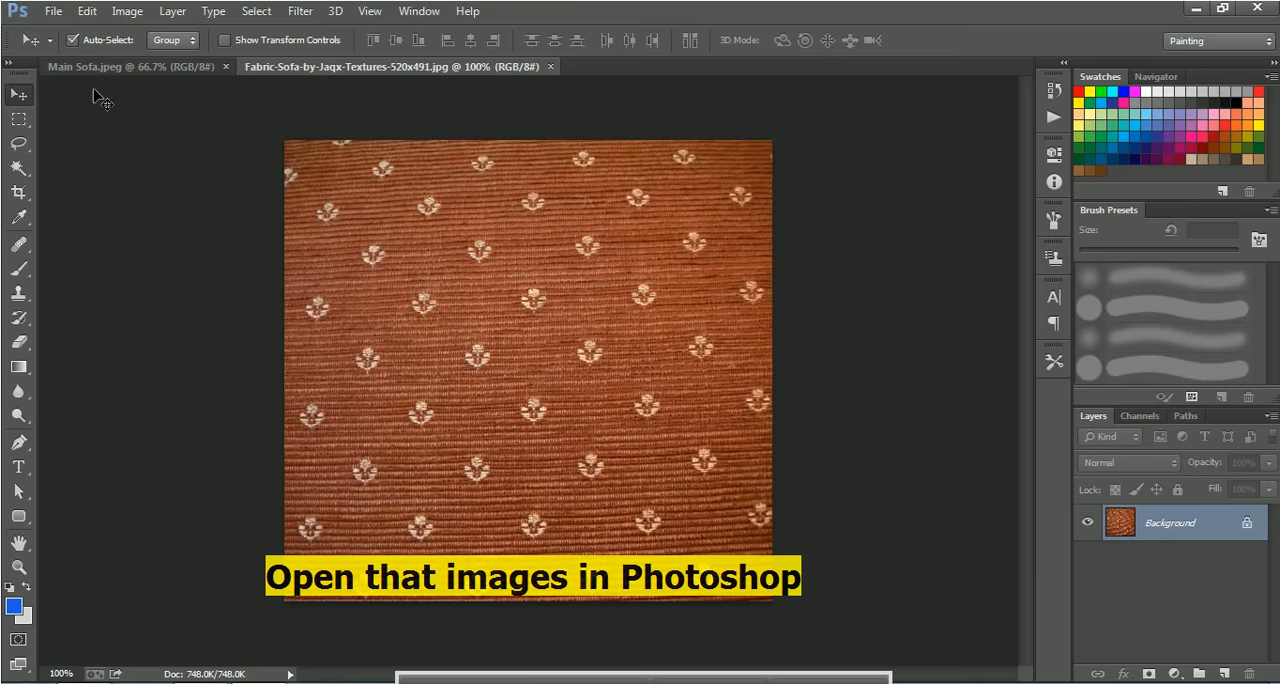 Ps File Edit Image Layer Type Select Filter 3D View Window Help
Auto-Select: Group Show Transform Controls 3D Mode: Painting
Main Sofa.jpeg @ 66.7% (RGB/8#) × Fabric-Sofa-by-Jaqx-Textures-520x491.jpg @ 100% (RGB/8#) ×
Swatches Navigator
Brush Presets
Size:
Layers Channels Paths
Kind
Normal Opacity: 100%
Lock: Fill: 100%
Background
Open that images in Photoshop
100% Doc: 748.0K/748.0K